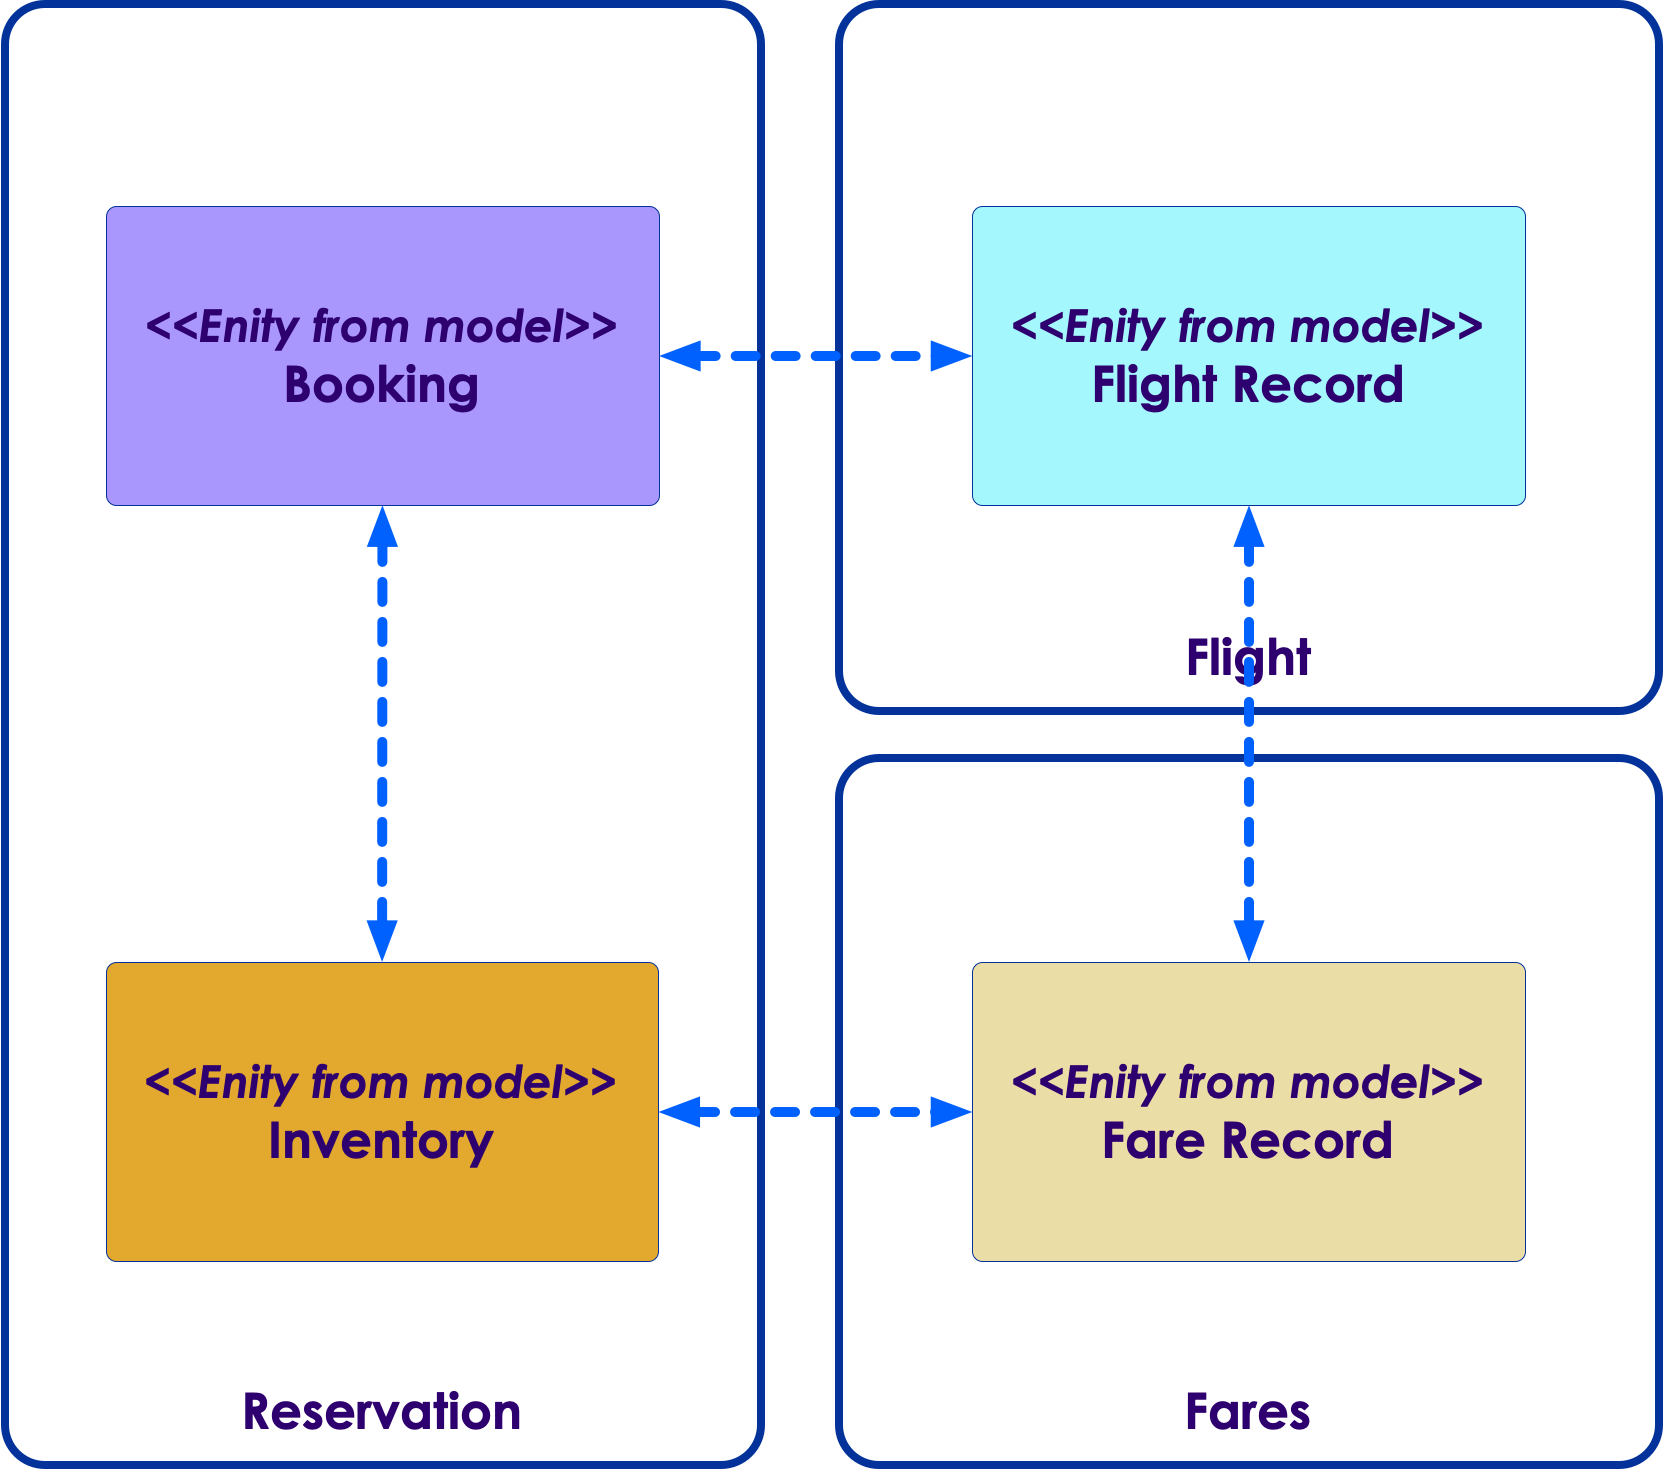 <<Enity from model>>
Booking
<<Enity from model>>
Flight Record
Flight
<<Enity from model>>
Inventory
<<Enity from model>>
Fare Record
Reservation
Fares